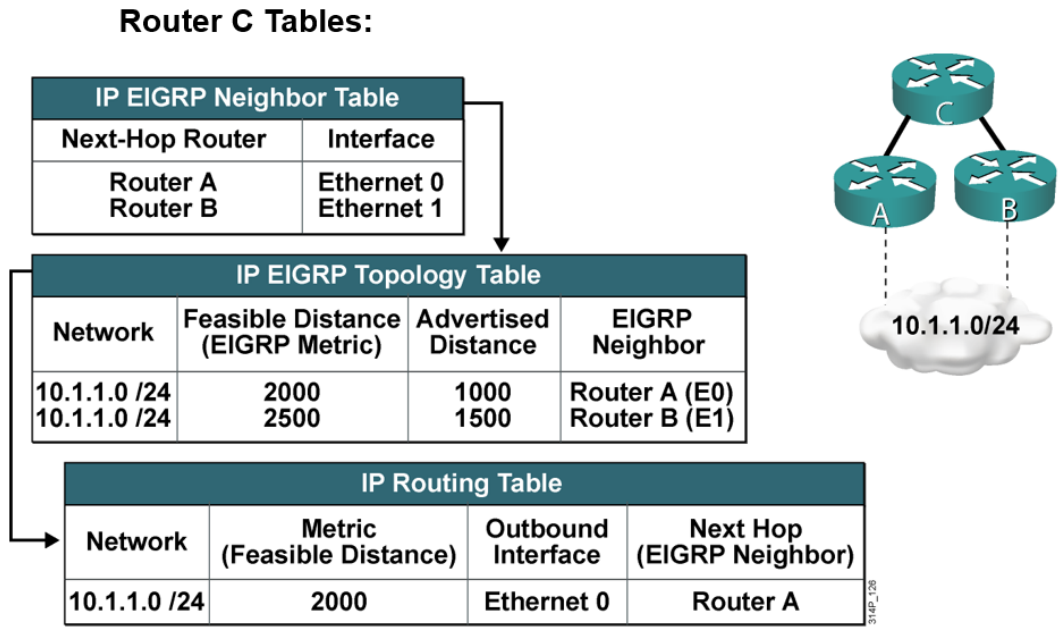 Router C Tables:
IP EIGRP Neighbor Table
Next-Hop Router Interface
Router A Ethernet 0
Router B Ethernet 1
C
A B
10.1.1.0/24
IP EIGRP Topology Table
Network Feasible Distance (EIGRP Metric) Advertised Distance EIGRP Neighbor
10.1.1.0 /24 2000 1000 Router A (E0)
10.1.1.0 /24 2500 1500 Router B (E1)
IP Routing Table
Network Metric (Feasible Distance) Outbound Interface Next Hop (EIGRP Neighbor)
10.1.1.0 /24 2000 Ethernet 0 Router A
314P_126